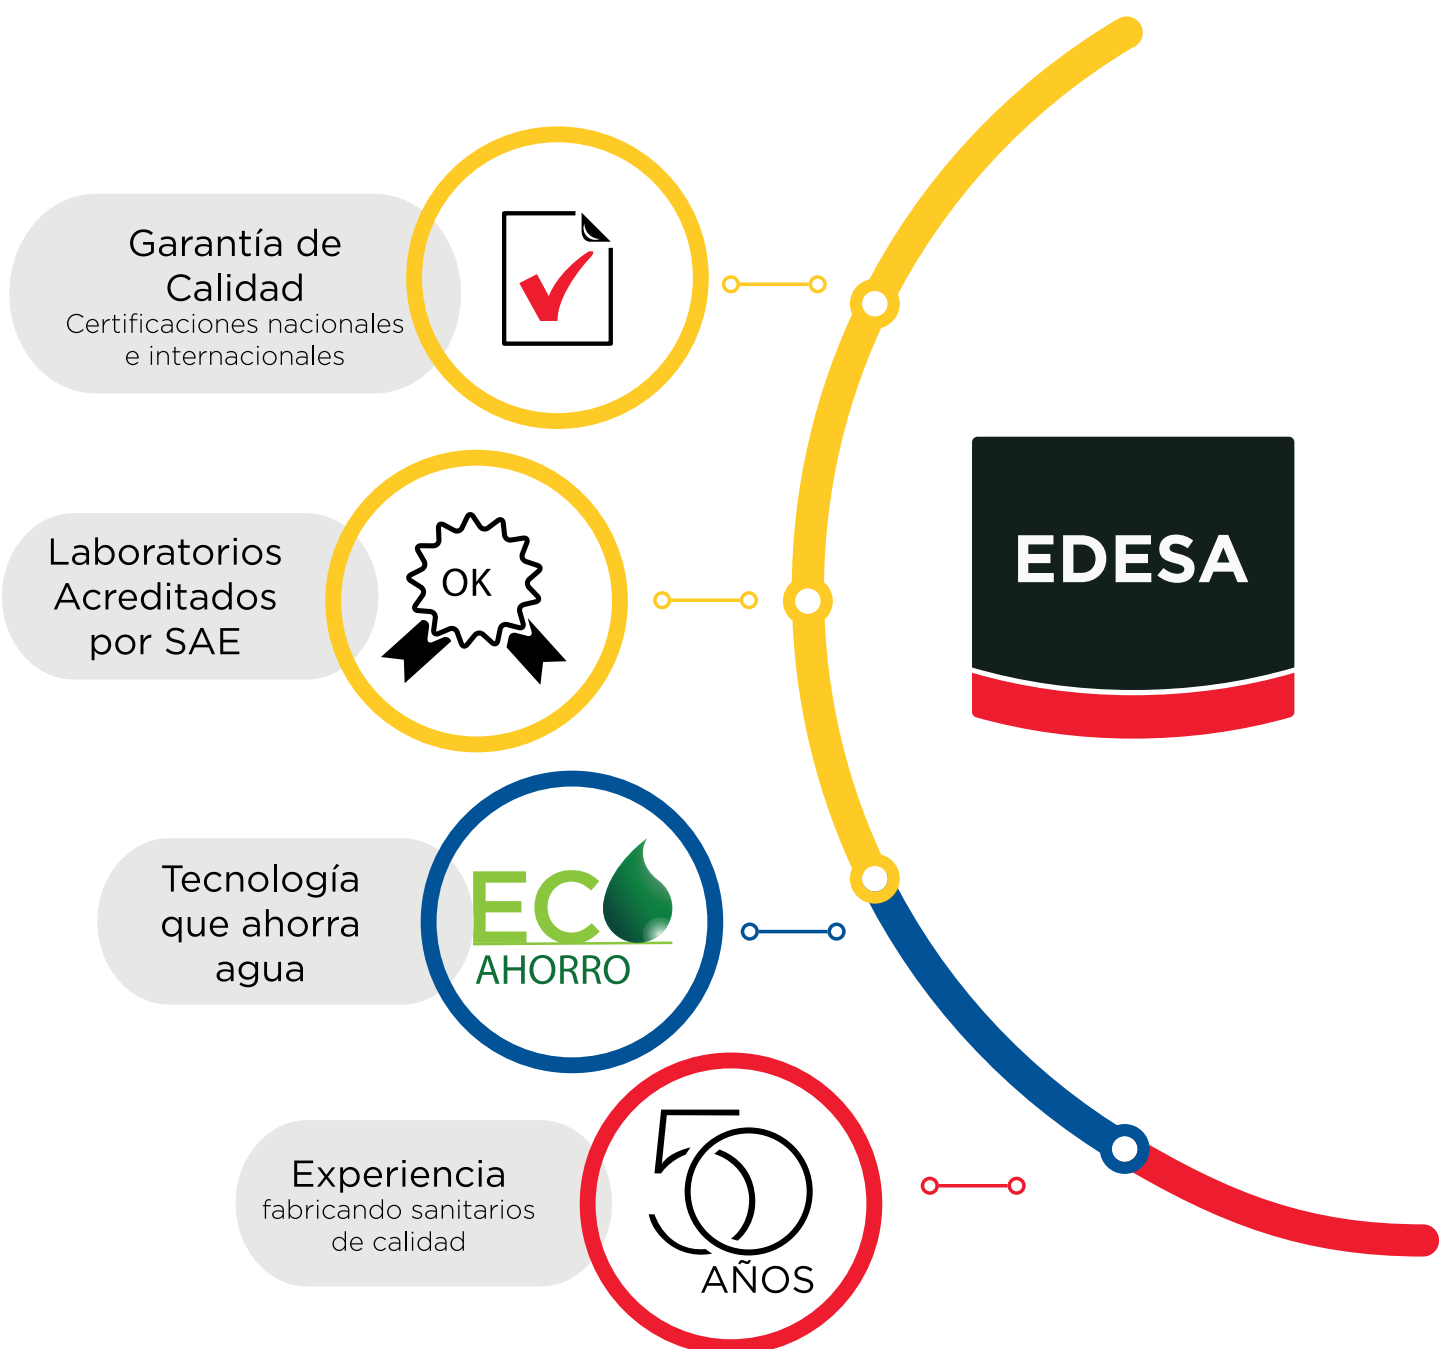 Garantía de
Calidad
Certificaciones nacionales
e internacionales
EDESA
Laboratorios
Acreditados
por SAE
OK
Tecnología
que ahorra
agua
ECO
AHORRO
Experiencia
fabricando sanitarios
de calidad
50
AÑOS